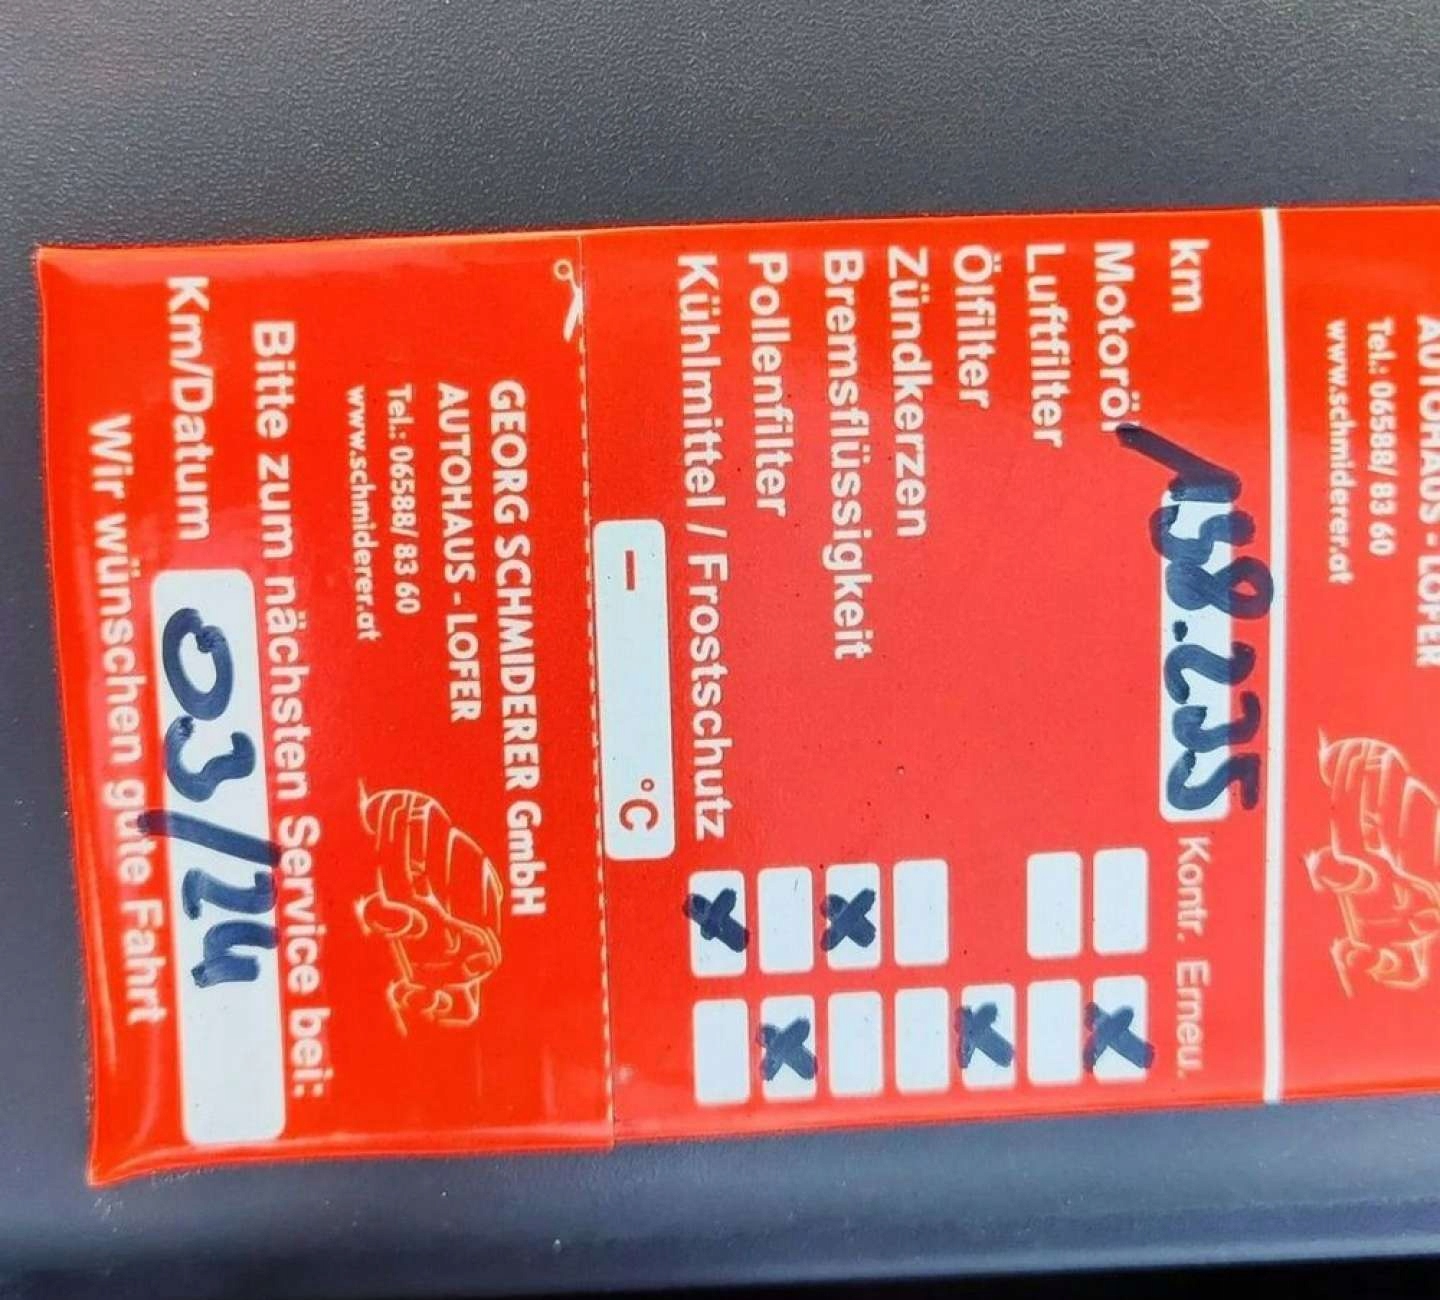 AUTOHAUS - LOFER
Tel.: 06588/ 83 60
www.schmiderer.at
km 158.235 Kontr. Erneu.
Motoröl x
Luftfilter
Ölfilter x
Zündkerzen
Bremsflüssigkeit x
Pollenfilter x
Kühlmittel / Frostschutz x
- °C
GEORG SCHMIDERER GmbH
AUTOHAUS - LOFER
Tel.: 06588/ 83 60
www.schmiderer.at
Bitte zum nächsten Service bei:
Km/Datum 03/24
Wir wünschen gute Fahrt